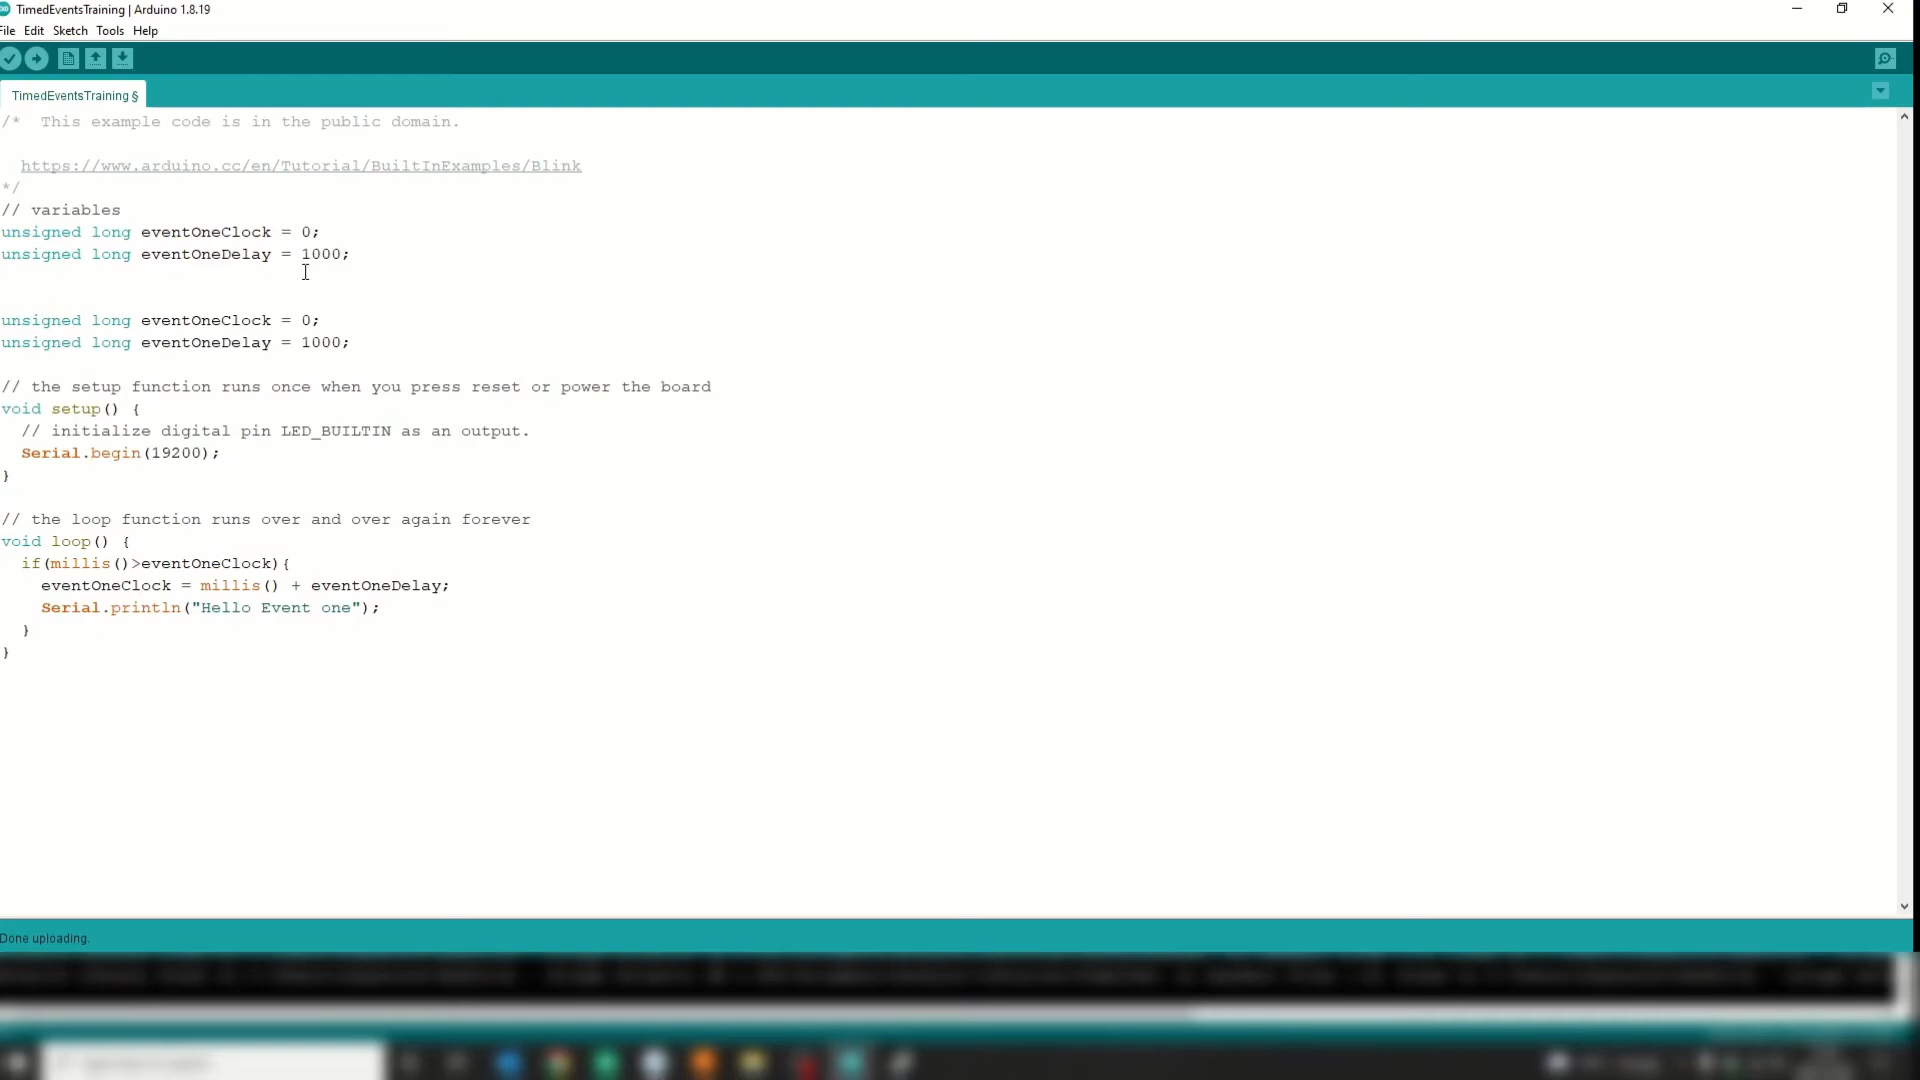 TimedEventsTraining | Arduino 1.8.19
File Edit Sketch Tools Help
TimedEventsTraining §
/*  This example code is in the public domain.
  https://www.arduino.cc/en/Tutorial/BuiltInExamples/Blink
*/
// variables
unsigned long eventOneClock = 0;
unsigned long eventOneDelay = 1000;
unsigned long eventOneClock = 0;
unsigned long eventOneDelay = 1000;
// the setup function runs once when you press reset or power the board
void setup() {
  // initialize digital pin LED_BUILTIN as an output.
  Serial.begin(19200);
}
// the loop function runs over and over again forever
void loop() {
  if(millis()>eventOneClock){
    eventOneClock = millis() + eventOneDelay;
    Serial.println("Hello Event one");
  }
}
Done uploading.